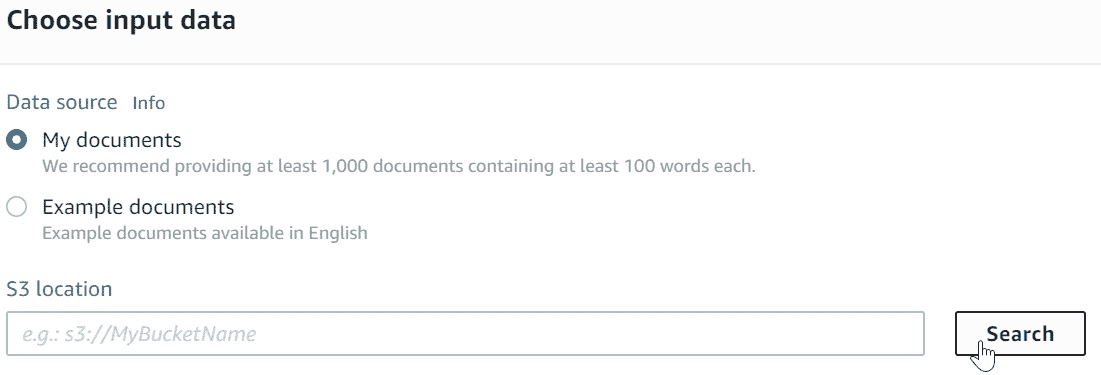 Choose input data
Data source Info
My documents
We recommend providing at least 1,000 documents containing at least 100 words each.
Example documents
Example documents available in English
S3 location
e.g.: s3://MyBucketName
Search